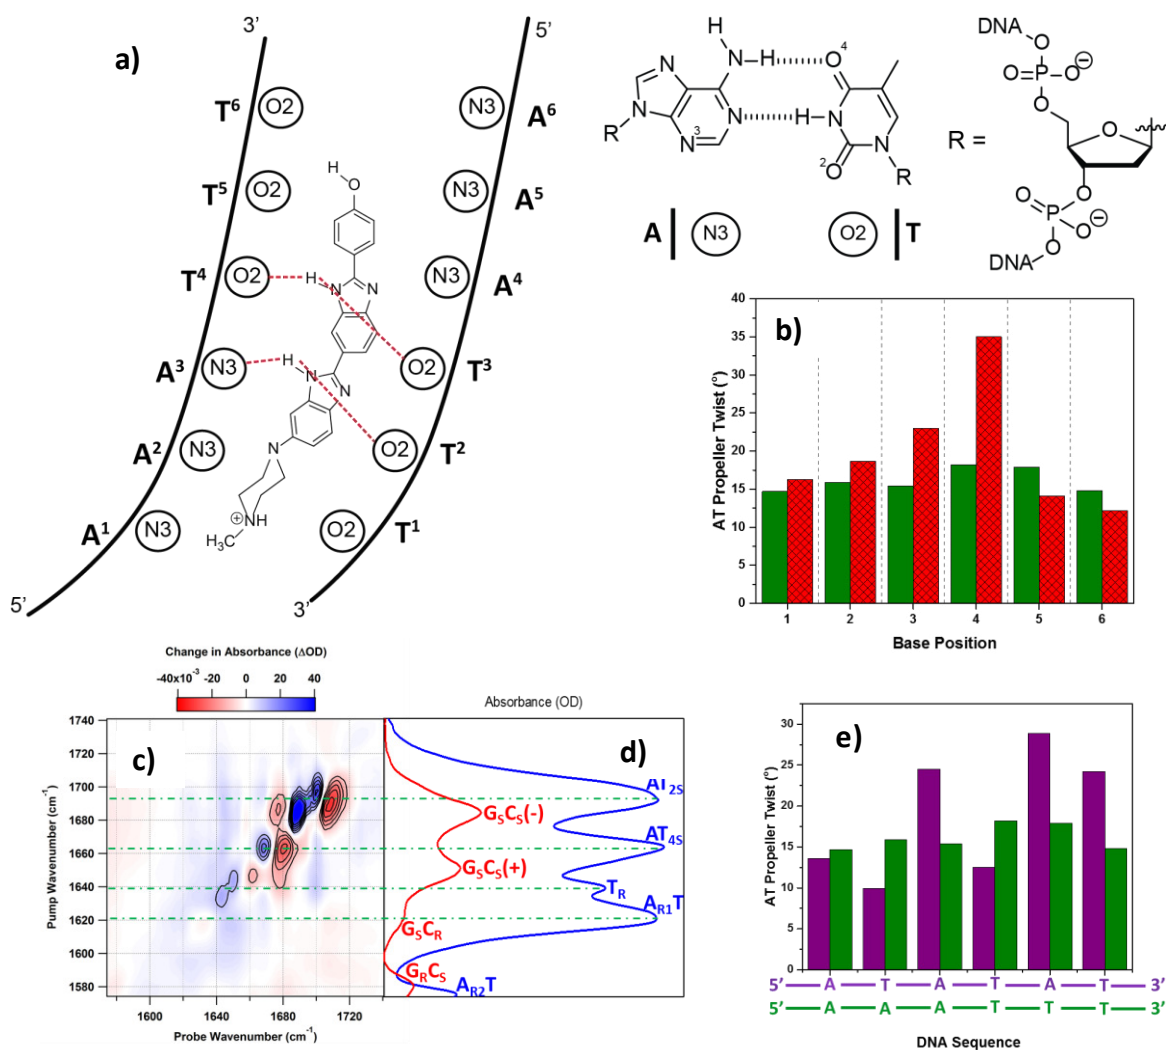 a)
3’
5’
T6
O2
N3
A6
T5
O2
N3
A5
T4
O2
N3
A4
A3
N3
O2
T3
A2
N3
O2
T2
A1
N3
O2
T1
5’
3’
H
O
H
N
N
H
N
N
N
NH
+
H3C
H
N
H
O
4
N
N
N
N
3
R
H
N
O
2
N
R
R =
DNA
O
O
P
O
O
O
O
O
P
O
O
DNA
A
N3
O2
T
b)
AT Propeller Twist (°)
40
35
30
25
20
15
10
5
0
1 2 3 4 5 6
Base Position
Change in Absorbance (ΔOD)
-40x10-3 -20 0 20 40
c)
Pump Wavenumber (cm-1)
1740
1720
1700
1680
1660
1640
1620
1600
1580
1600 1640 1680 1720
Probe Wavenumber (cm-1)
Absorbance (OD)
d)
AT2S
GSCS(-)
AT4S
GSCS(+)
TR
AR1T
GSCR
GRCS
AR2T
e)
AT Propeller Twist (°)
30
25
20
15
10
5
0
5’ A T A T A T 3’
5’ A A A T T T 3’
DNA Sequence